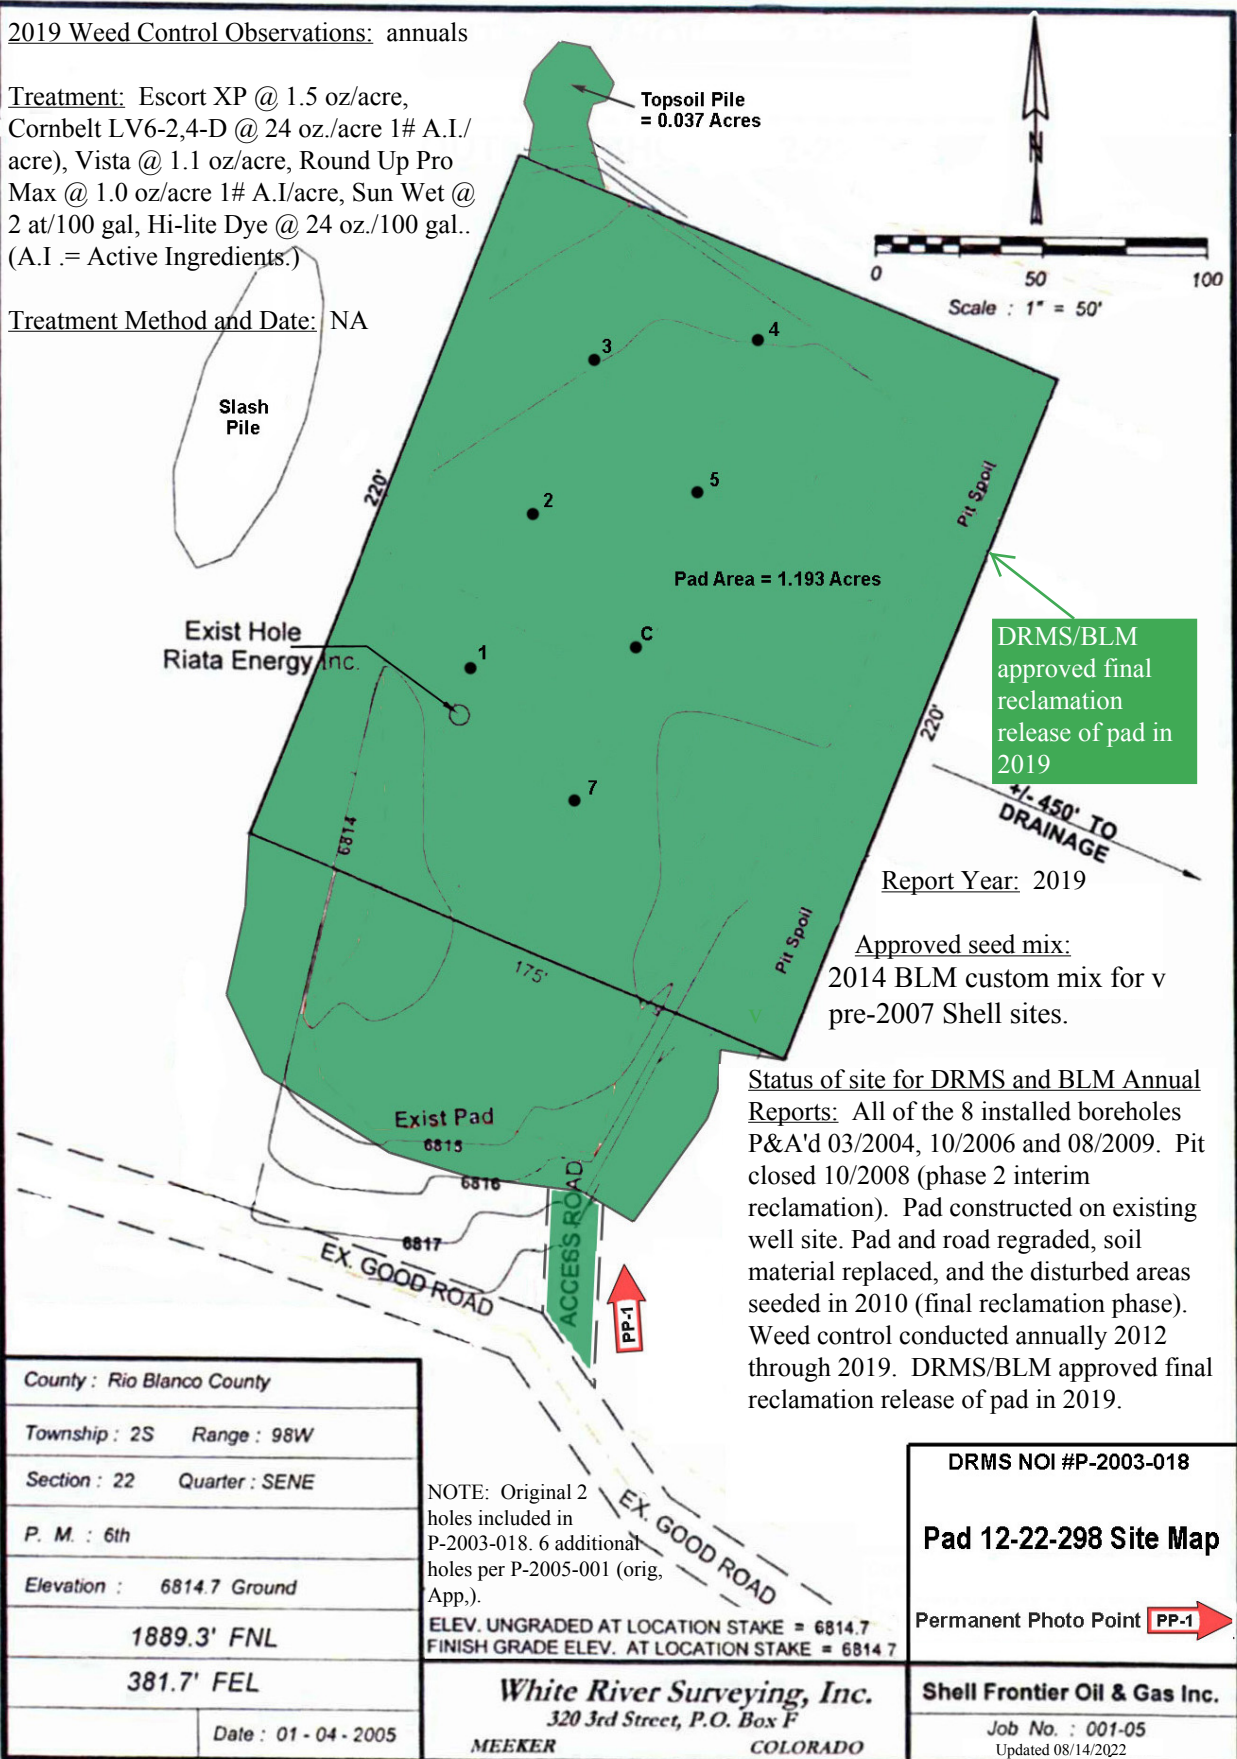 2019 Weed Control Observations: annuals
Treatment: Escort XP @ 1.5 oz/acre,
Cornbelt LV6-2,4-D @ 24 oz./acre 1# A.I./
acre), Vista @ 1.1 oz/acre, Round Up Pro
Max @ 1.0 oz/acre 1# A.I/acre, Sun Wet @
2 at/100 gal, Hi-lite Dye @ 24 oz./100 gal..
(A.I .= Active Ingredients.)
Treatment Method and Date: NA
Topsoil Pile
= 0.037 Acres
N
0 50 100
Scale : 1" = 50'
Slash
Pile
3
4
220'
2
5
Pit Spoil
Pad Area = 1.193 Acres
Exist Hole
Riata Energy Inc.
1
C
DRMS/BLM
approved final
reclamation
release of pad in
2019
220'
7
+/- 450' TO
DRAINAGE
6814
175'
Pit Spoil
v
Report Year: 2019
Approved seed mix:
2014 BLM custom mix for v
pre-2007 Shell sites.
Status of site for DRMS and BLM Annual
Reports: All of the 8 installed boreholes
P&A'd 03/2004, 10/2006 and 08/2009. Pit
closed 10/2008 (phase 2 interim
reclamation). Pad constructed on existing
well site. Pad and road regraded, soil
material replaced, and the disturbed areas
seeded in 2010 (final reclamation phase).
Weed control conducted annually 2012
through 2019. DRMS/BLM approved final
reclamation release of pad in 2019.
Exist Pad
6815
6816
6817
ACCESS ROAD
EX. GOOD ROAD
PP-1
EX. GOOD ROAD
County : Rio Blanco County
Township : 2S Range : 98W
Section : 22 Quarter : SENE
P. M. : 6th
Elevation : 6814.7 Ground
1889.3' FNL
381.7' FEL
Date : 01 - 04 - 2005
NOTE: Original 2
holes included in
P-2003-018. 6 additional
holes per P-2005-001 (orig,
App,).
ELEV. UNGRADED AT LOCATION STAKE = 6814.7
FINISH GRADE ELEV. AT LOCATION STAKE = 6814.7
White River Surveying, Inc.
320 3rd Street, P.O. Box F
MEEKER COLORADO
DRMS NOI #P-2003-018
Pad 12-22-298 Site Map
Permanent Photo Point PP-1
Shell Frontier Oil & Gas Inc.
Job No. : 001-05
Updated 08/14/2022